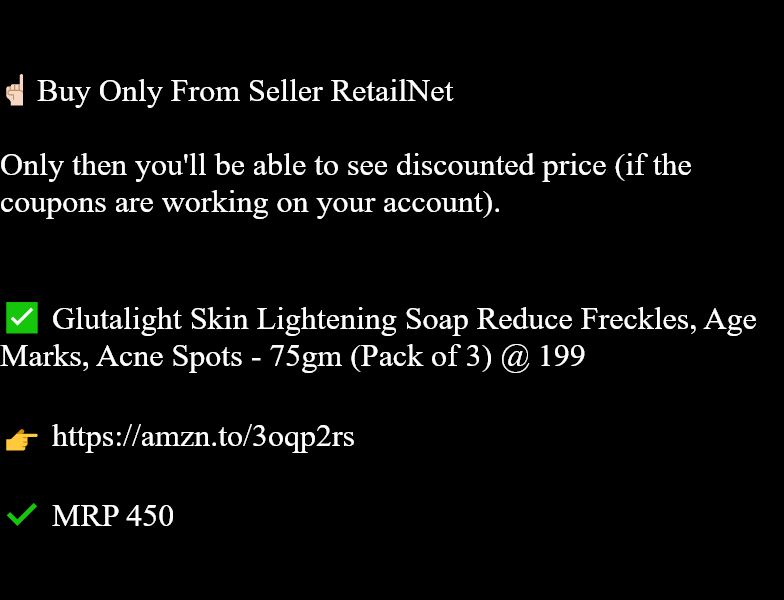 ☝🏻 Buy Only From Seller RetailNet
Only then you'll be able to see discounted price (if the
coupons are working on your account).
✅ Glutalight Skin Lightening Soap Reduce Freckles, Age
Marks, Acne Spots - 75gm (Pack of 3) @ 199
👉 https://amzn.to/3oqp2rs
✔ MRP 450